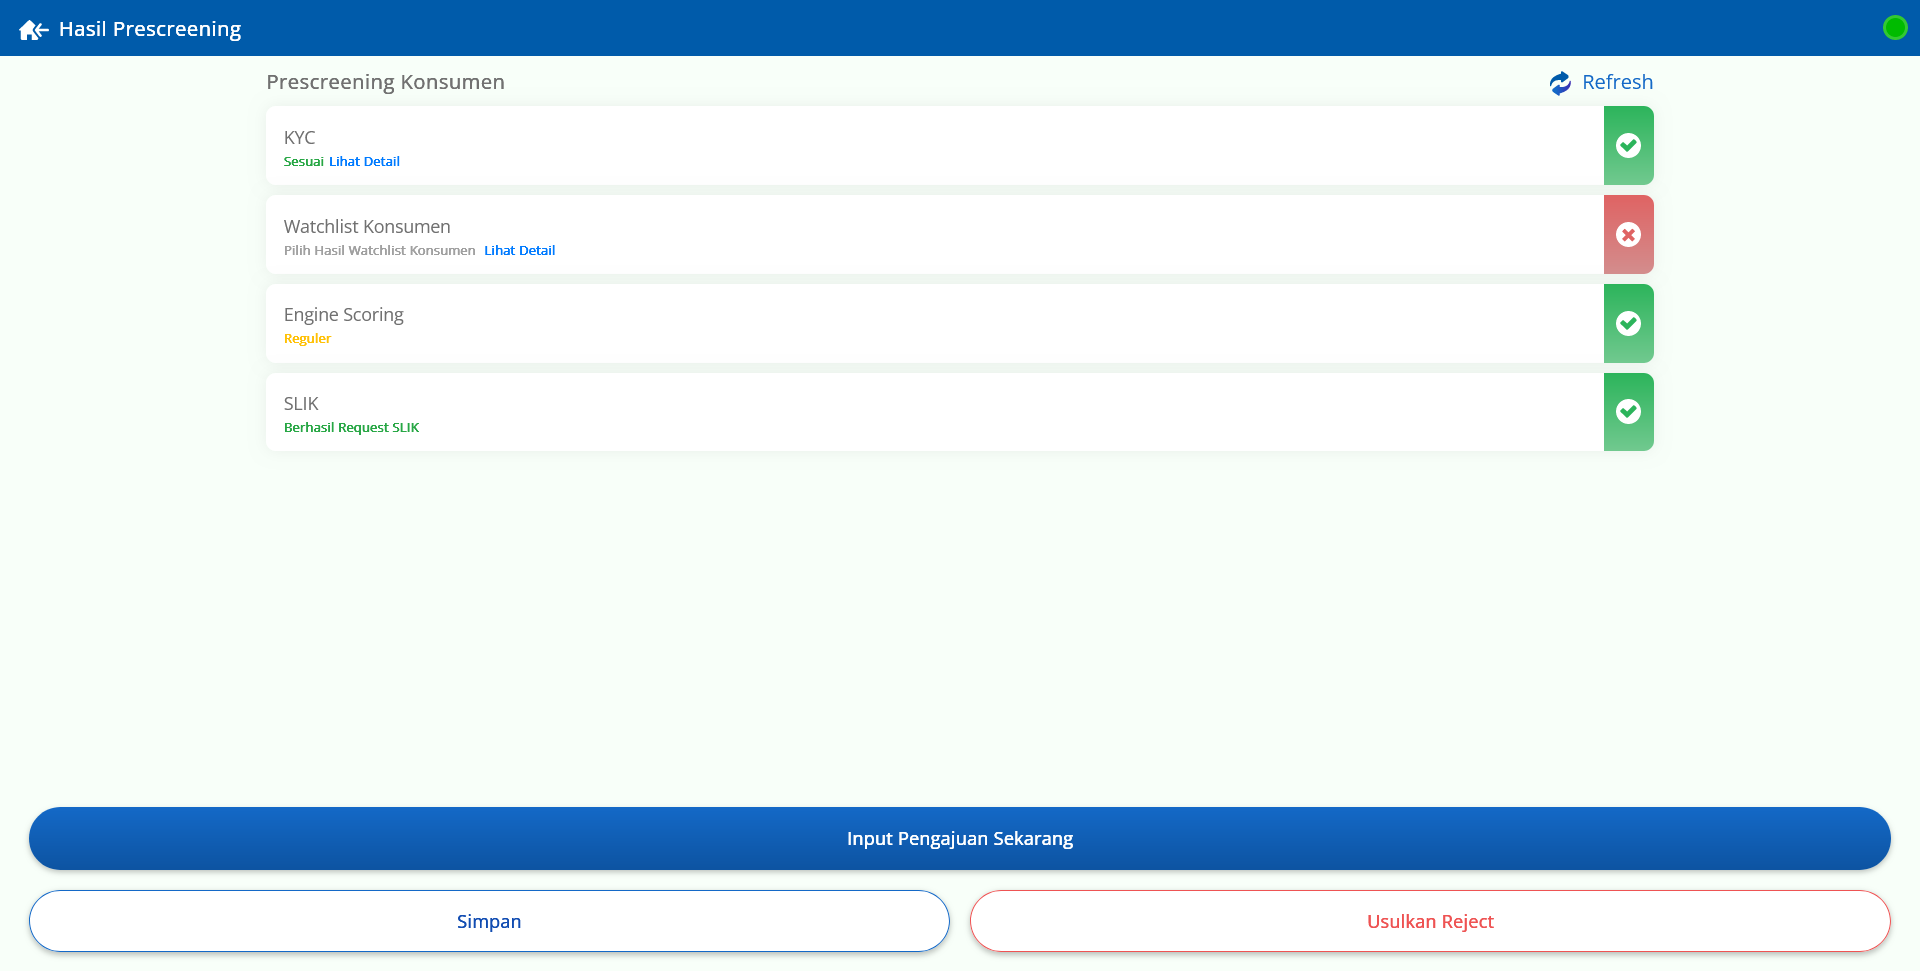 Hasil Prescreening
Prescreening Konsumen
Refresh
KYC
Sesuai Lihat Detail
Watchlist Konsumen
Pilih Hasil Watchlist Konsumen Lihat Detail
Engine Scoring
Reguler
SLIK
Berhasil Request SLIK
Input Pengajuan Sekarang
Simpan
Usulkan Reject